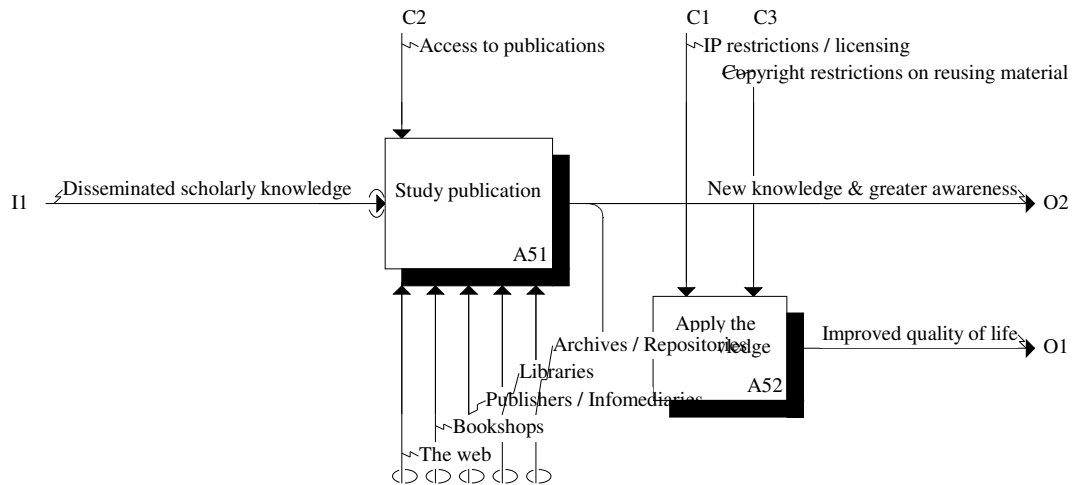 C2
C1
C3
Access to publications
IP restrictions / licensing
Copyright restrictions on reusing material
I1
Disseminated scholarly knowledge
Study publication
A51
New knowledge & greater awareness
O2
Apply the
Improved quality of life
O1
A52
Archives / Repositories
Libraries
Publishers / Infomediaries
Bookshops
The web